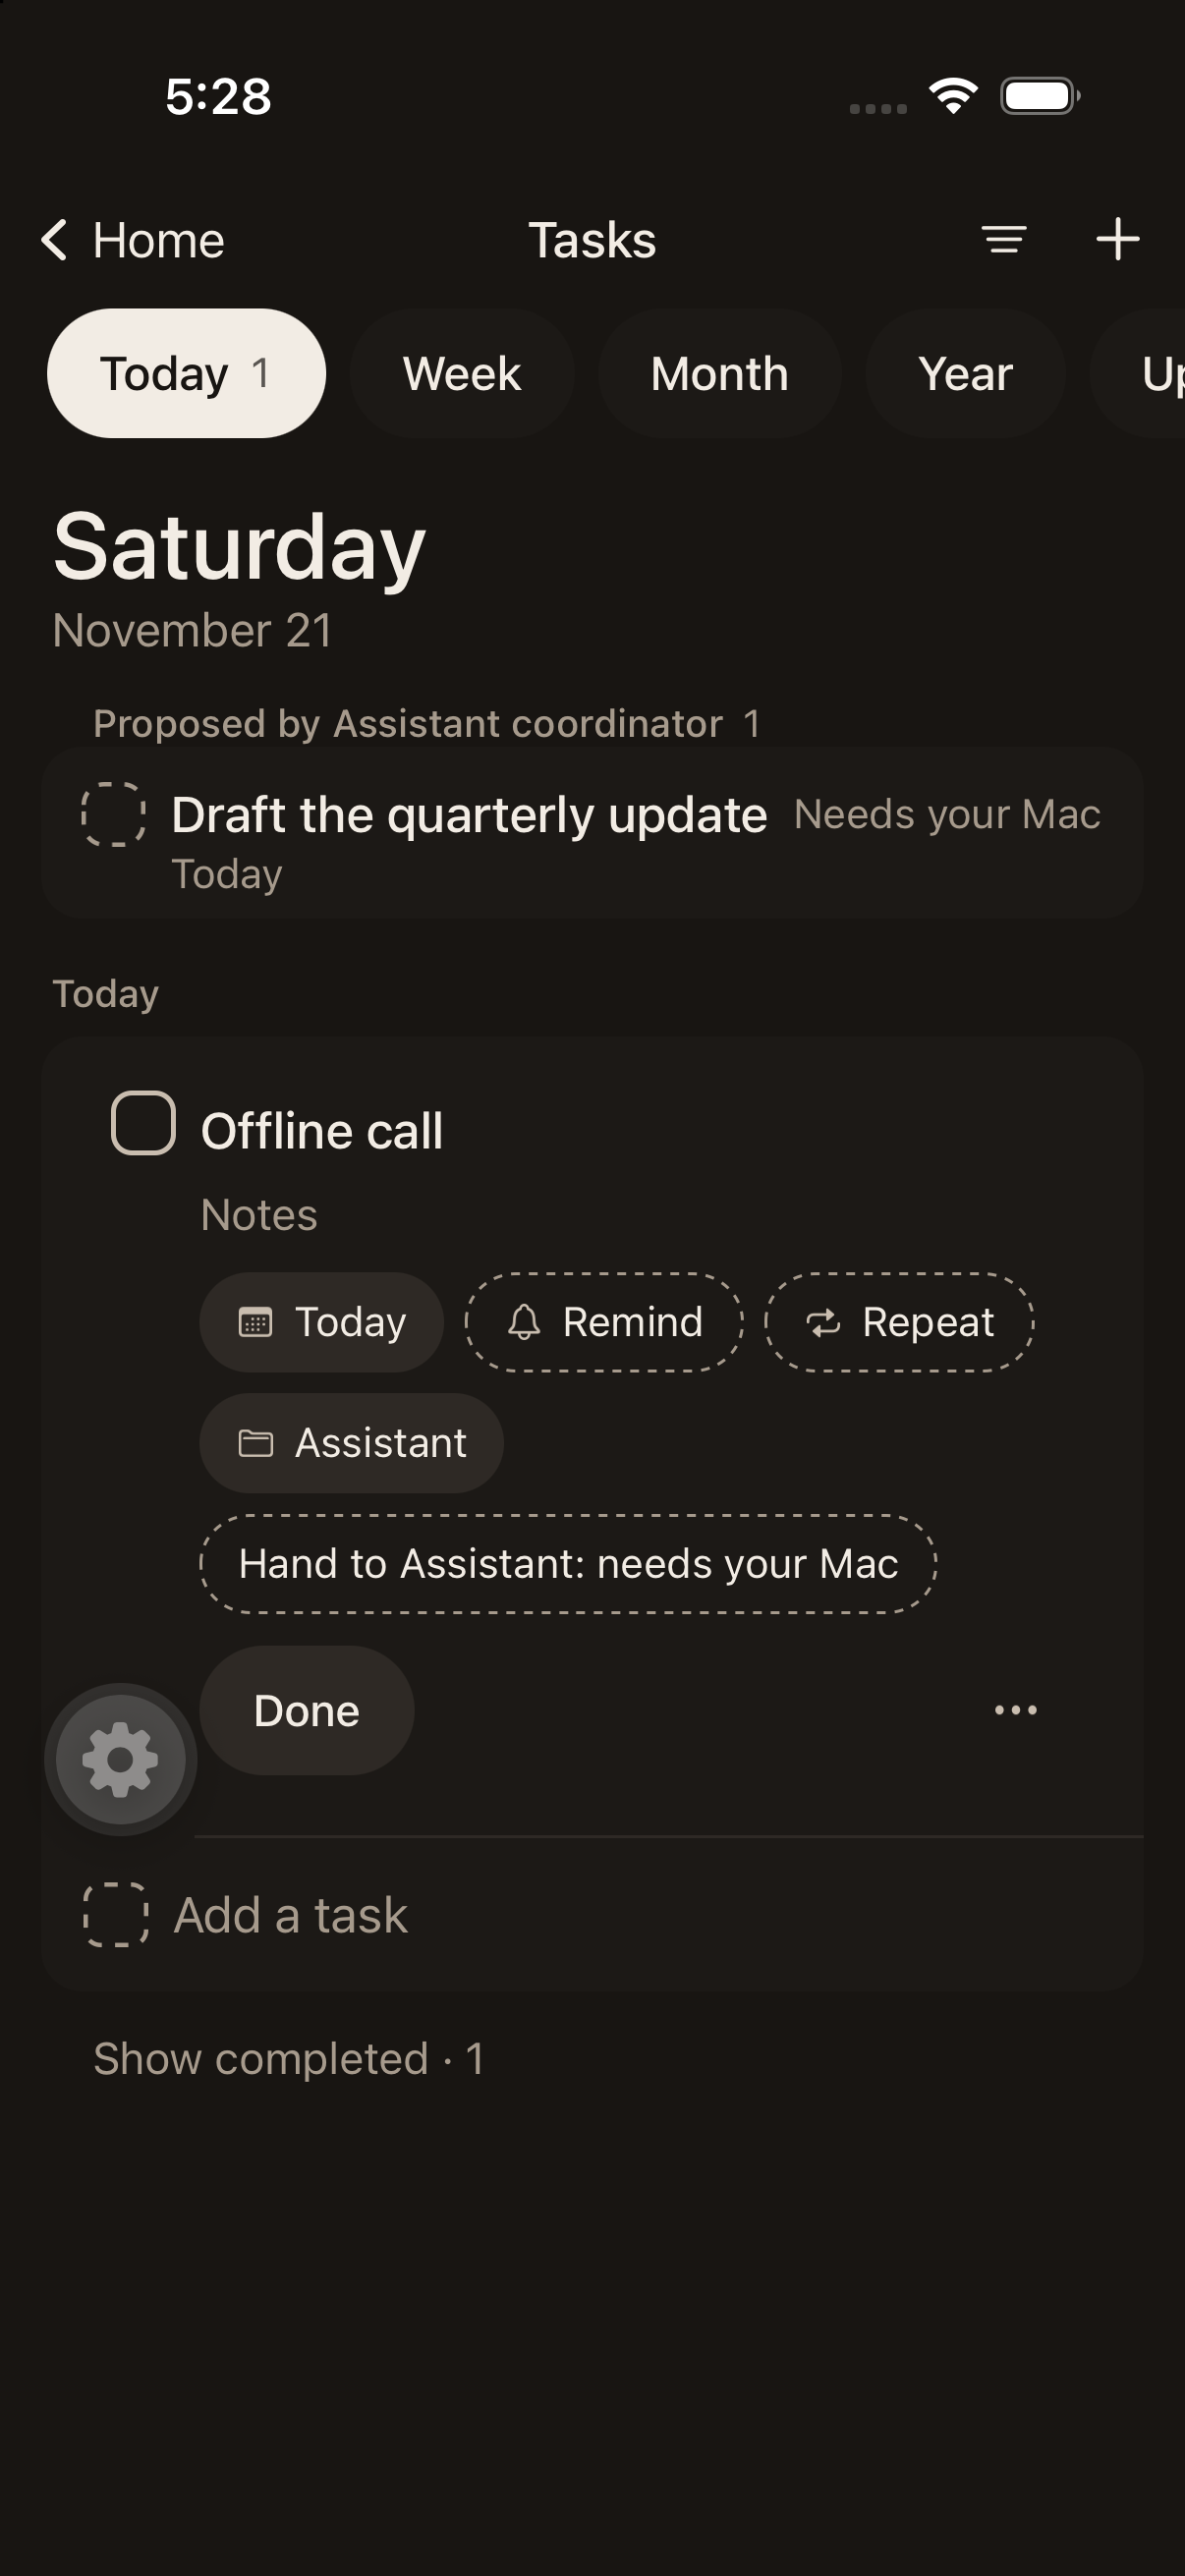 5:28
Home
Tasks
Today 1
Week
Month
Year
Up
Saturday
November 21
Proposed by Assistant coordinator 1
Draft the quarterly update Needs your Mac
Today
Today
Offline call
Notes
Today
Remind
Repeat
Assistant
Hand to Assistant: needs your Mac
Done
Add a task
Show completed · 1